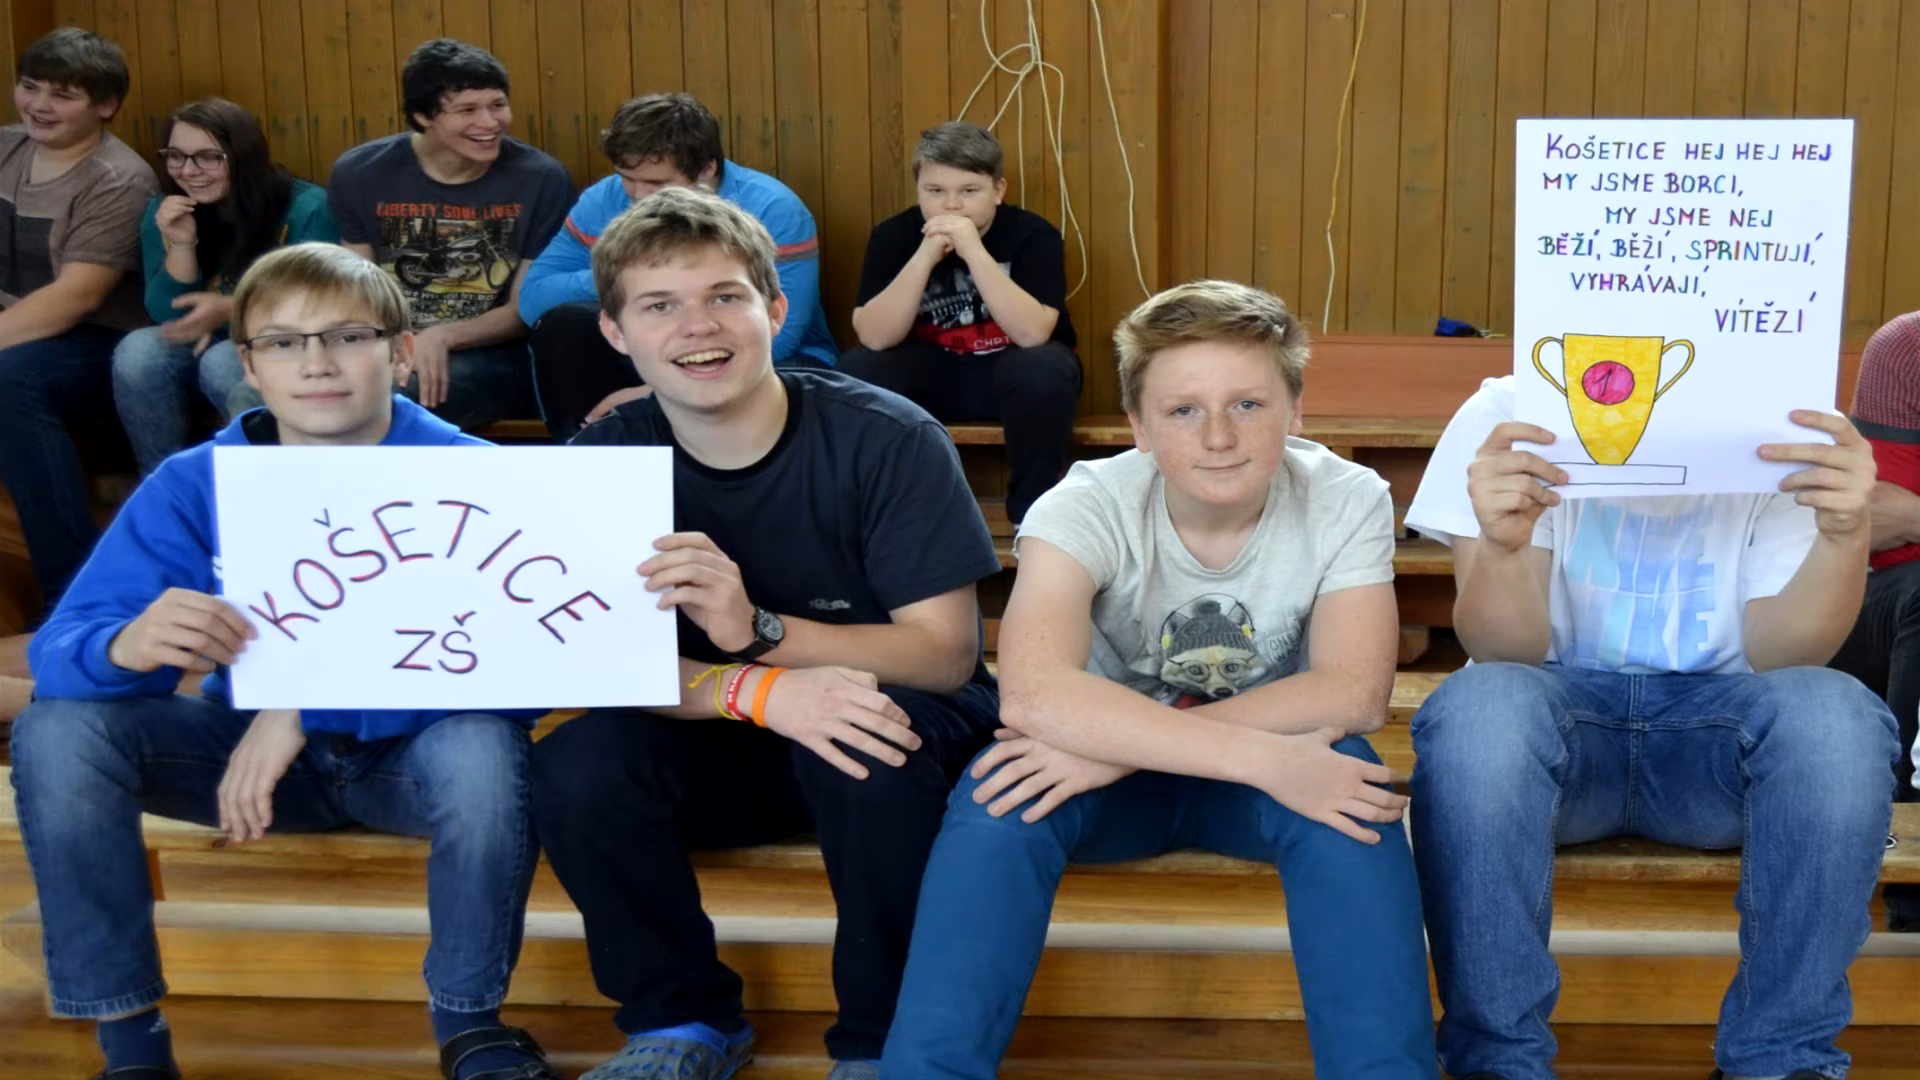 LIBERTY SOUL LIVES
KOŠETICE
ZŠ
KOŠETICE HEJ HEJ HEJ
MY JSME BORCI,
MY JSME NEJ
BĚŽÍ, BĚŽÍ, SPRINTUJÍ,
VYHRÁVAJÍ,
VÍTĚZÍ
1
NIKE